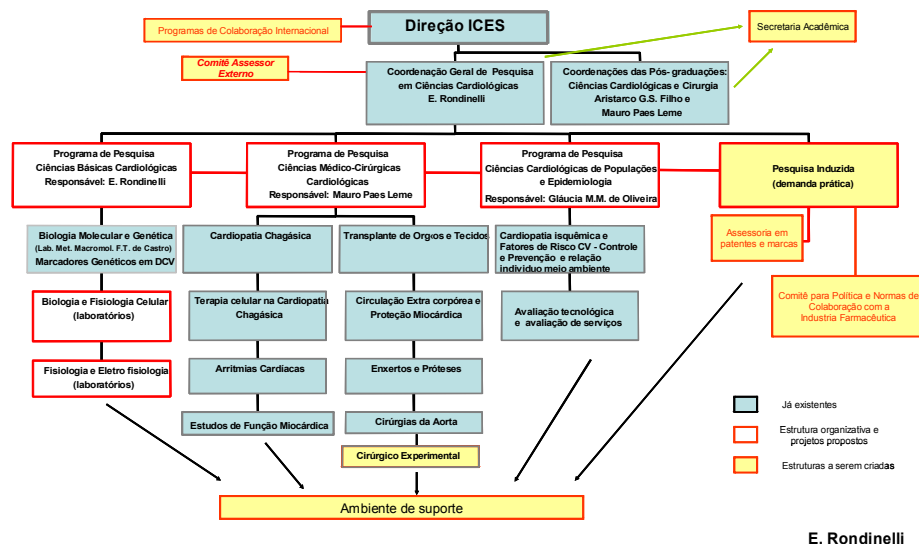 Direção ICES
Programas de Colaboração Internacional
Secretaria Acadêmica
Comitê Assessor
Externo
Coordenação Geral de Pesquisa
em Ciências Cardiológicas
E. Rondinelli
Coordenações das Pós- graduações:
Ciências Cardiológicas e Cirurgia
Aristarco G.S. Filho e
Mauro Paes Leme
Programa de Pesquisa
Ciências Básicas Cardiológicas
Responsável: E. Rondinelli
Programa de Pesquisa
Ciências Médico-Cirúrgicas
Cardiológicas
Responsável: Mauro Paes Leme
Programa de Pesquisa
Ciências Cardiológicas de Populações
e Epidemiologia
Responsável: Gláucia M.M. de Oliveira
Pesquisa Induzida
(demanda prática)
Biologia Molecular e Genética
(Lab. Met. Macromol. F.T. de Castro)
Marcadores Genéticos em DCV
Cardiopatia Chagásica
Transplante de Orgos e Tecidos
Cardiopatia isquêmica e
Fatores de Risco CV - Controle
e Prevenção e relação
individuo meio ambiente
Assessoria em
patentes e marcas
Biologia e Fisiologia Celular
(laboratórios)
Terapia celular na Cardiopatia
Chagásica
Circulação Extra corpórea e
Proteção Miocárdica
Avaliação tecnológica
e avaliação de serviços
Comitê para Política e Normas de
Colaboração com a
Industria Farmacêutica
Fisiologia e Eletro fisiologia
(laboratórios)
Arritmias Cardíacas
Enxertos e Próteses
Estudos de Função Miocárdica
Cirúrgias da Aorta
Cirúrgico Experimental
Já existentes
Estrutura organizativa e
projetos propostos
Estruturas a serem criadas
Ambiente de suporte
E. Rondinelli